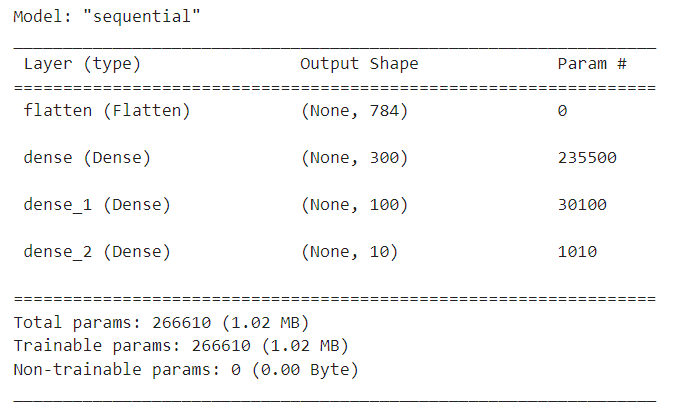 Model: "sequential"
_________________________________________________________________
Layer (type) Output Shape Param #
=================================================================
flatten (Flatten) (None, 784) 0
dense (Dense) (None, 300) 235500
dense_1 (Dense) (None, 100) 30100
dense_2 (Dense) (None, 10) 1010
=================================================================
Total params: 266610 (1.02 MB)
Trainable params: 266610 (1.02 MB)
Non-trainable params: 0 (0.00 Byte)
_________________________________________________________________